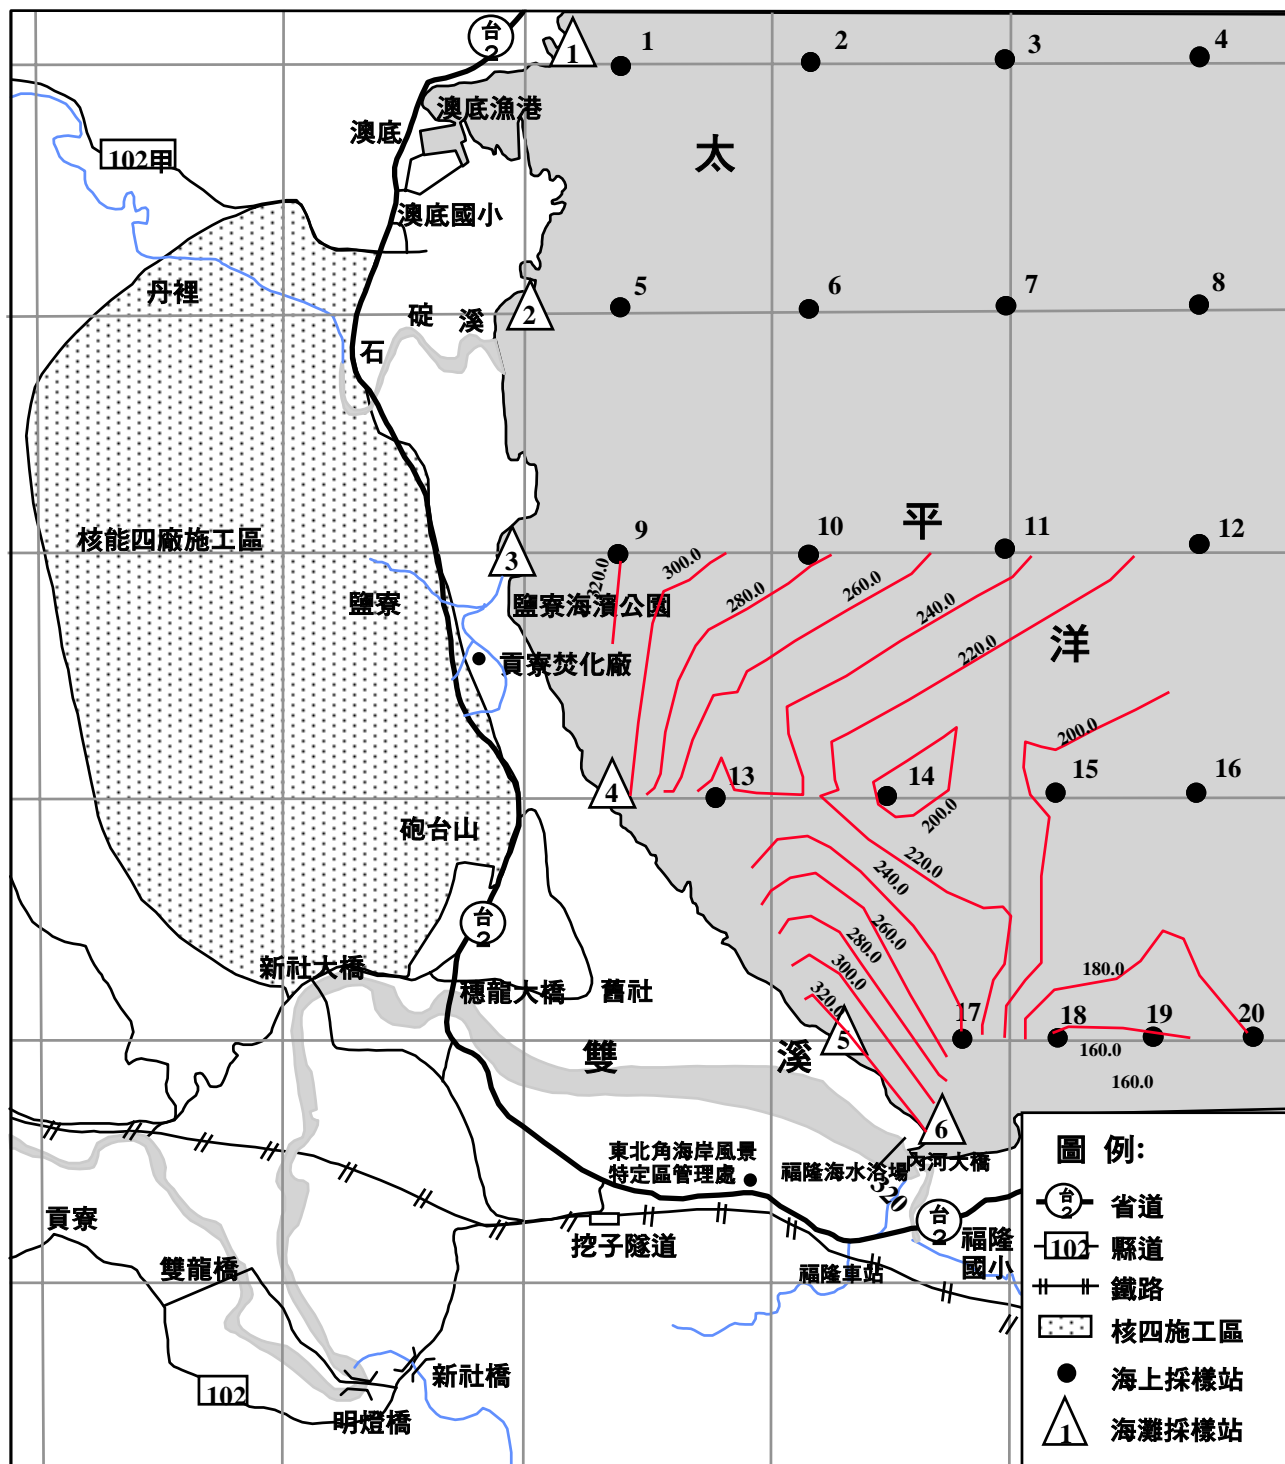 台
2
1
1
2
3
4
澳底漁港
澳底
太
102甲
澳底國小
丹裡
5
6
7
8
2
碇
溪
石
平
9
10
11
12
核能四廠施工區
3
320.0
300.0
280.0
260.0
240.0
220.0
鹽寮
鹽寮海濱公園
洋
貢寮焚化廠
200.0
4
13
14
15
16
200.0
砲台山
220.0
240.0
台
2
260.0
280.0
300.0
320.0
180.0
新社大橋
穗龍大橋
舊社
17
18
19
20
5
雙
溪
160.0
160.0
6
東北角海岸風景
特定區管理處
福隆海水浴場
內河大橋
320
貢寮
台
2
挖子隧道
福隆
國小
雙龍橋
福隆車站
新社橋
102
明燈橋
圖 例:
台
2
省道
102
縣道
鐵路
核四施工區
海上採樣站
1
海灘採樣站